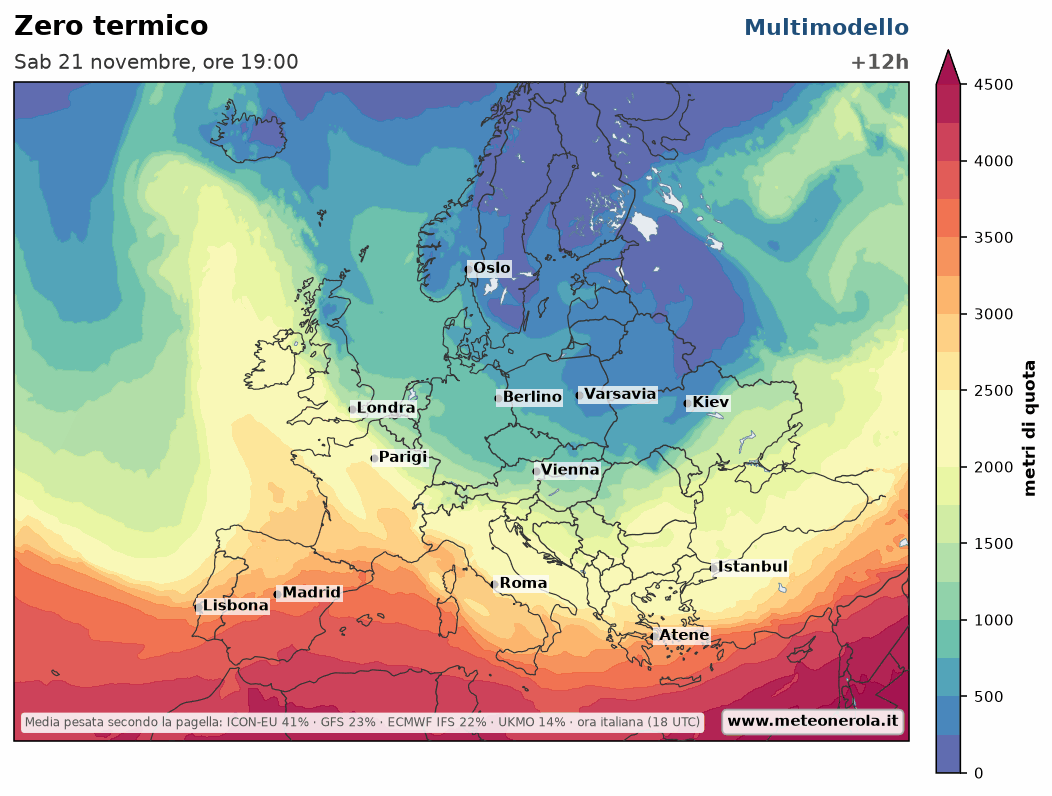 Zero termico
Multimodello
Sab 21 novembre, ore 19:00
+12h
4500
4000
3500
3000
2500
2000
1500
1000
500
0
metri di quota
Oslo
Berlino
Varsavia
Kiev
Londra
Parigi
Vienna
Istanbul
Roma
Madrid
Lisbona
Atene
Media pesata secondo la pagella: ICON-EU 41% · GFS 23% · ECMWF IFS 22% · UKMO 14% · ora italiana (18 UTC)
www.meteonerola.it